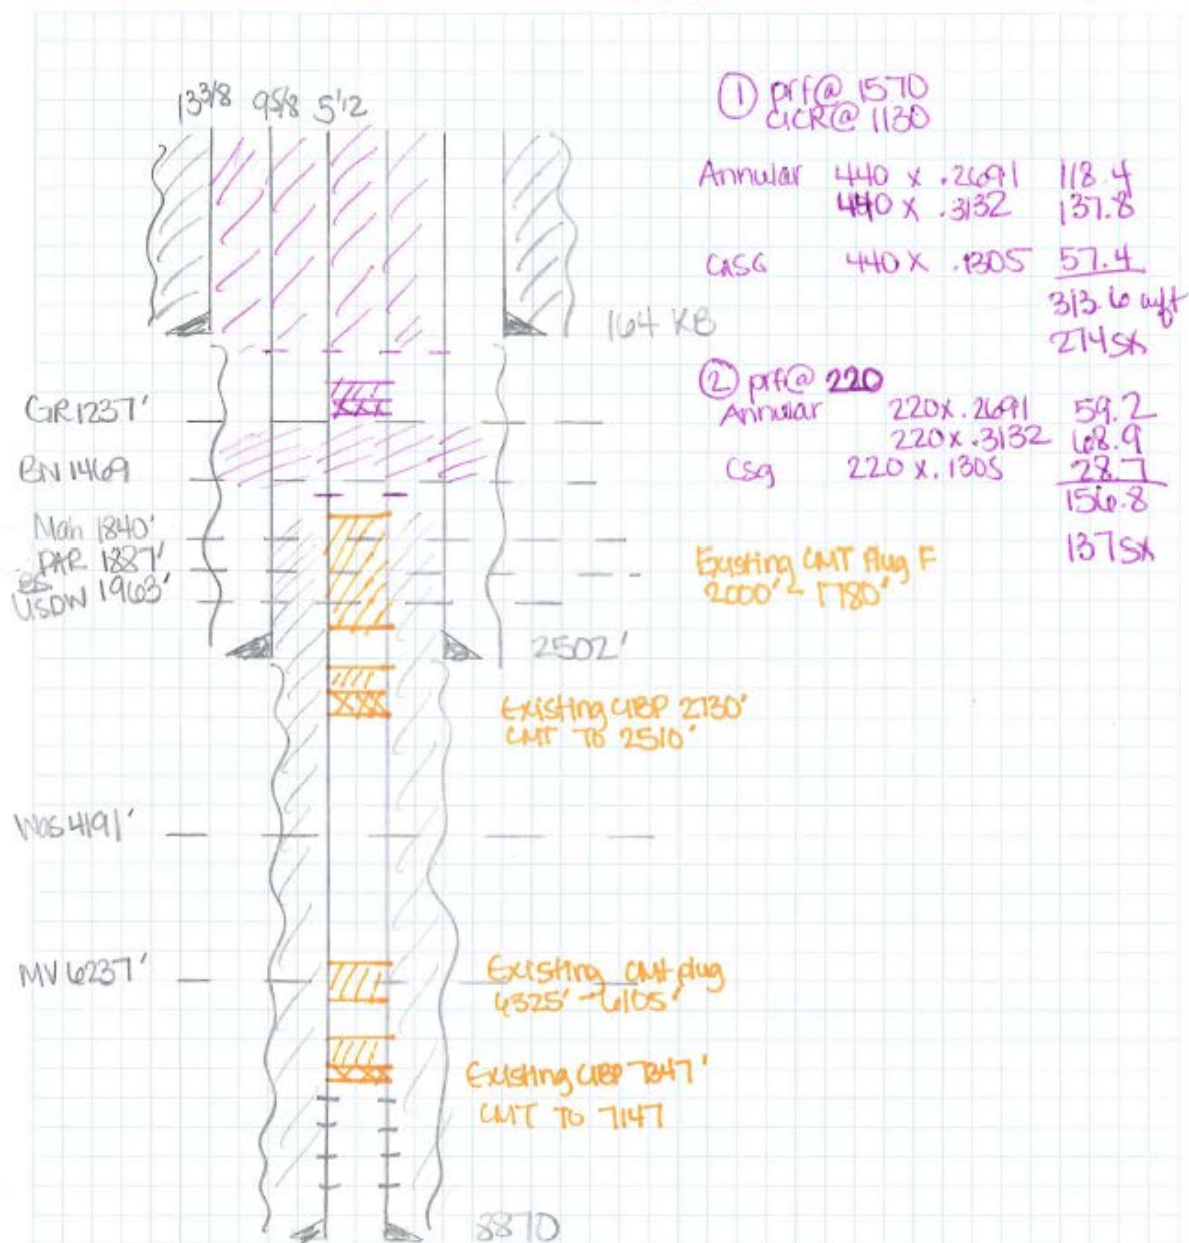 13 3/8 9 5/8 5 1/2
① prf@ 1570
CICR@ 1130
Annular 440 x .2691 118.4
440 x .3132 137.8
CASG 440 x .1305 57.4
313.6 cuft
274 sx
164 KB
② prf@ 220
Annular 220 x .2691 59.2
220 x .3132 68.9
Csg 220 x .1305 28.7
156.8
137 sx
GR 1237'
BN 1469
Mah 1840'
PAR 1887'
USDW 1963'
Existing CMT Plug F
2000' - 1780'
2502'
Existing CIBP 2730'
CMT TO 2510'
Was 4191'
MV 6237'
Existing CMT plug
6325' - 6105'
Existing CIBP 7347'
CMT TO 7147
8870